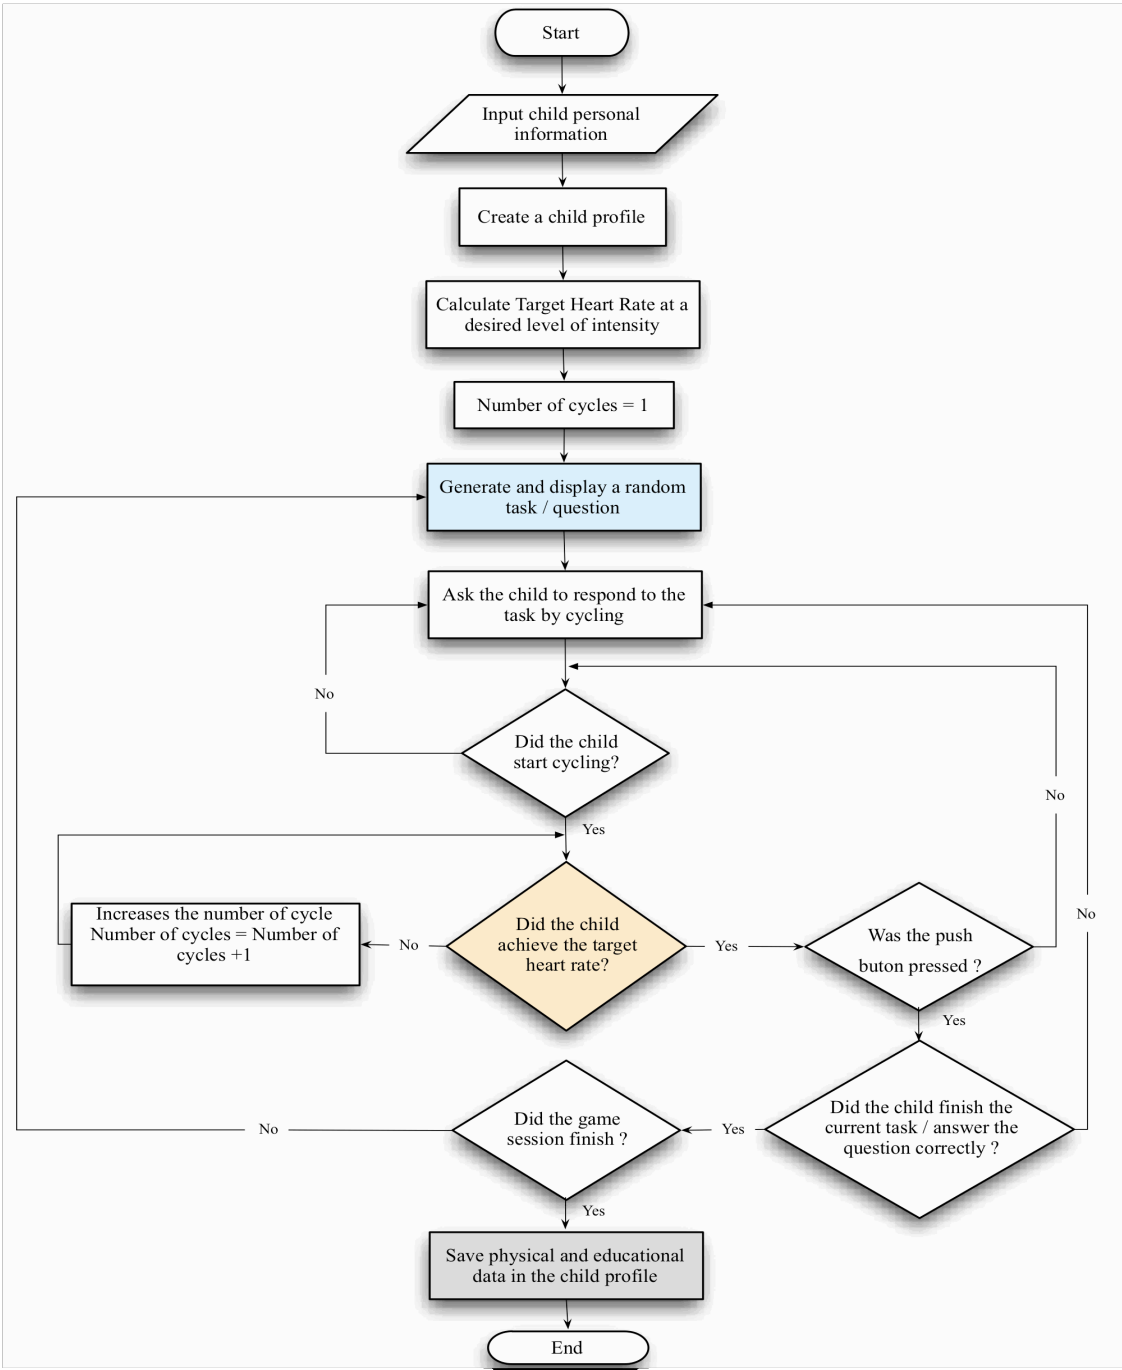 Start
Input child personal
information
Create a child profile
Calculate Target Heart Rate at a
desired level of intensity
Number of cycles = 1
Generate and display a random
task / question
Ask the child to respond to the
task by cycling
No
Did the child
start cycling?
No
Yes
Increases the number of cycle
Number of cycles = Number of
cycles +1
No
Did the child
achieve the target
heart rate?
Yes
Was the push
buton pressed ?
No
Yes
Did the child finish the
current task / answer the
question correctly ?
Yes
Did the game
session finish ?
No
Yes
Save physical and educational
data in the child profile
End